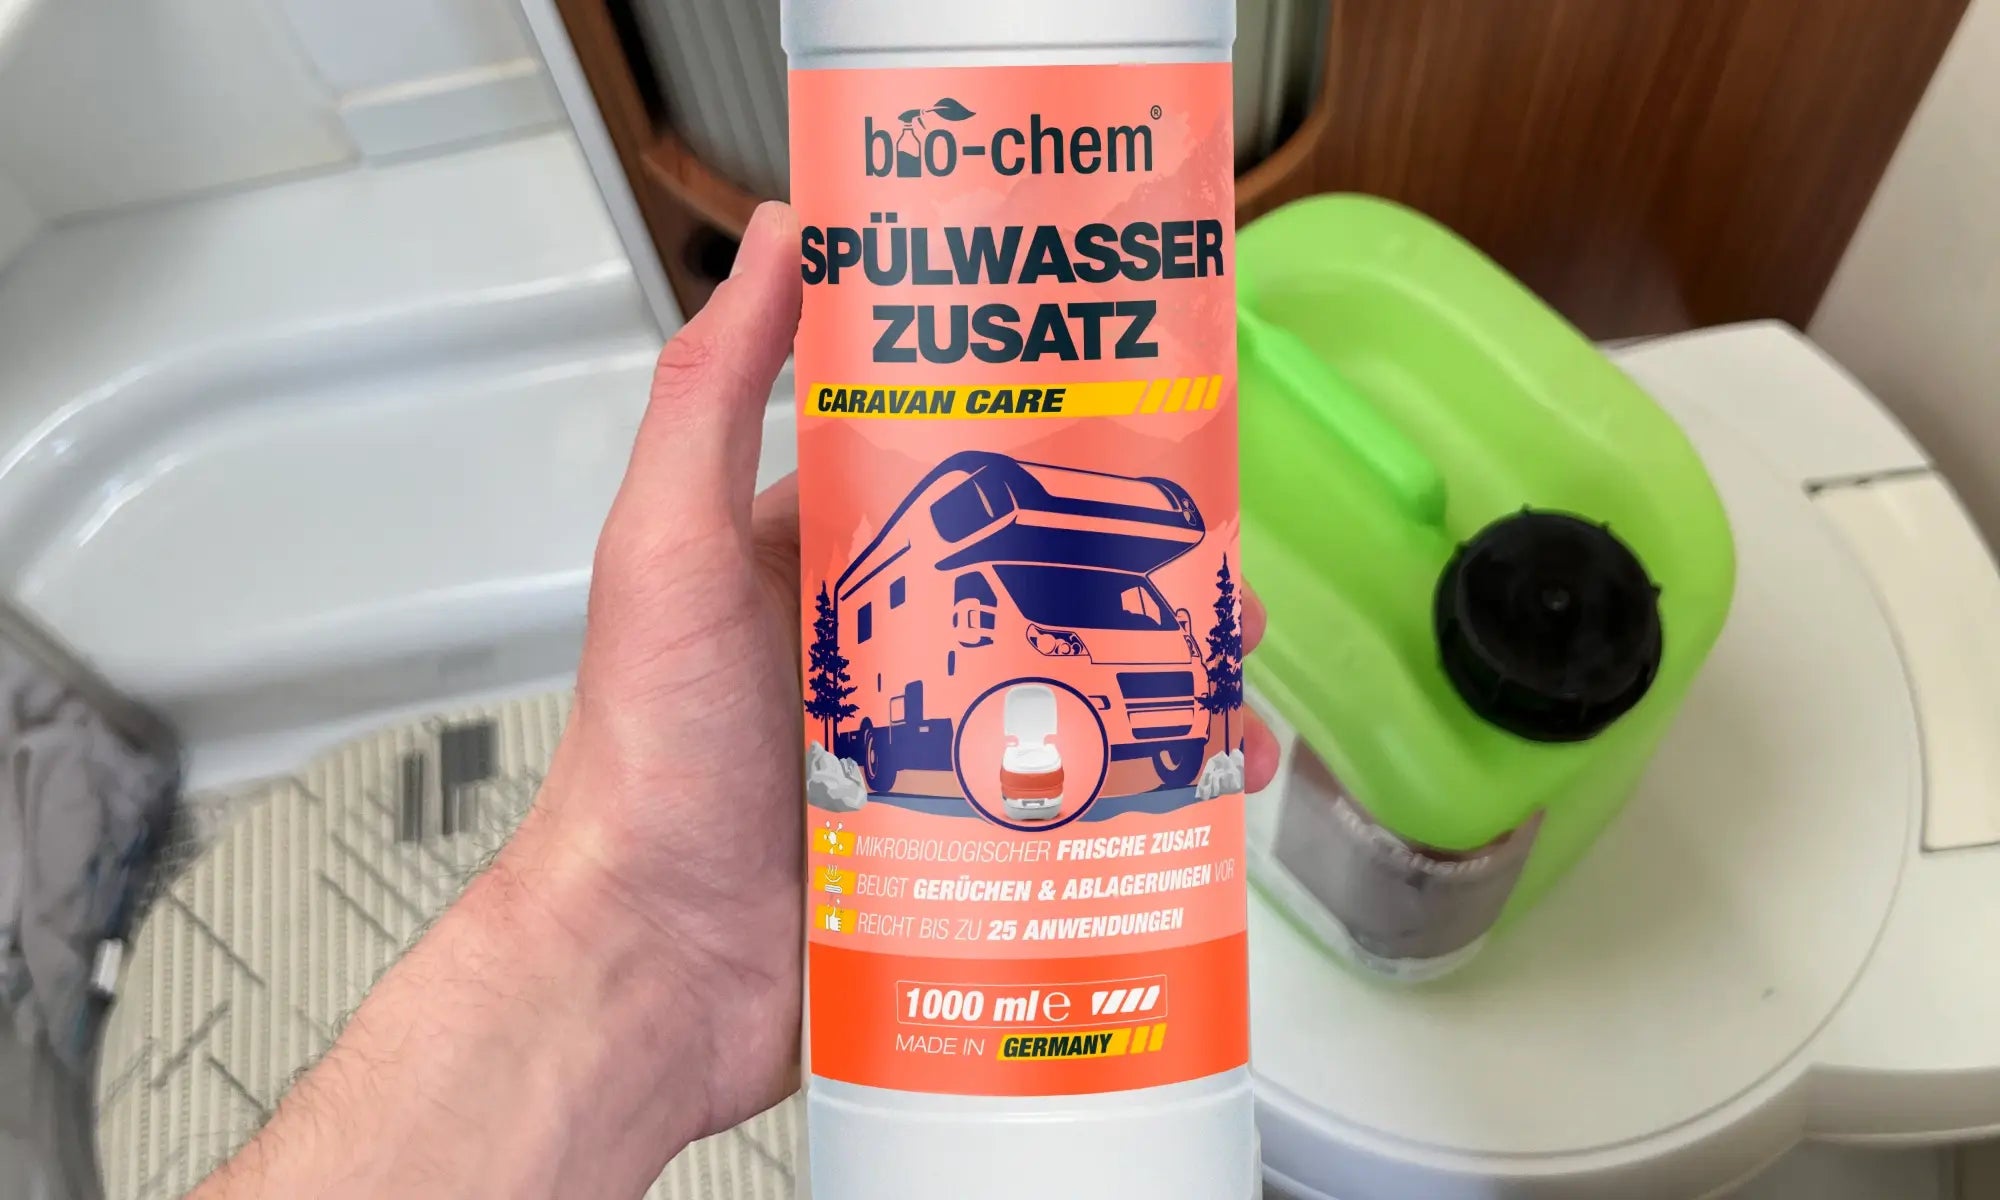 bio-chem®
SPÜLWASSER
ZUSATZ
CARAVAN CARE
MIKROBIOLOGISCHER FRISCHE ZUSATZ
BEUGT GERÜCHEN & ABLAGERUNGEN VOR
REICHT BIS ZU 25 ANWENDUNGEN
1000 ml ℮
MADE IN GERMANY